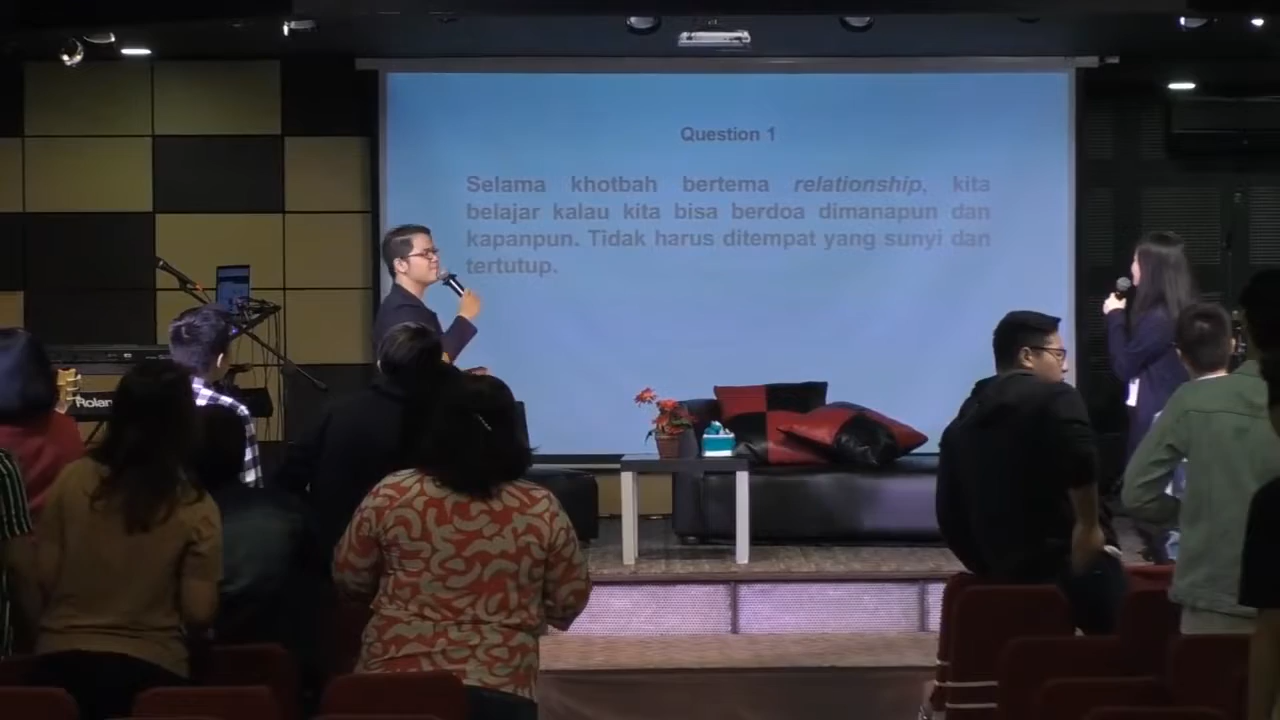 Question 1
Selama khotbah bertema relationship, kita
belajar kalau kita bisa berdoa dimanapun dan
kapanpun. Tidak harus ditempat yang sunyi dan
tertutup.
Roland